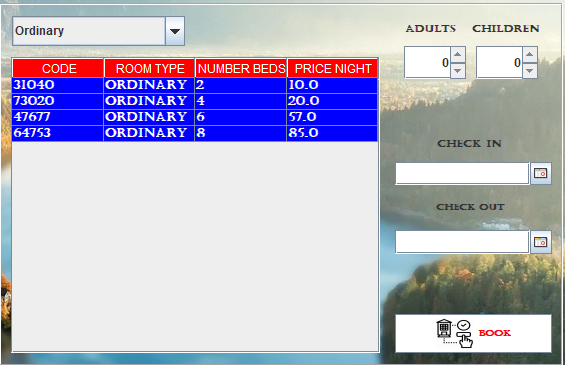 Ordinary
ADULTS CHILDREN
0 0
CODE ROOM TYPE NUMBER BEDS PRICE NIGHT
31040 ORDINARY 2 10.0
73020 ORDINARY 4 20.0
47677 ORDINARY 6 57.0
64753 ORDINARY 8 85.0
CHECK IN
CHECK OUT
BOOK